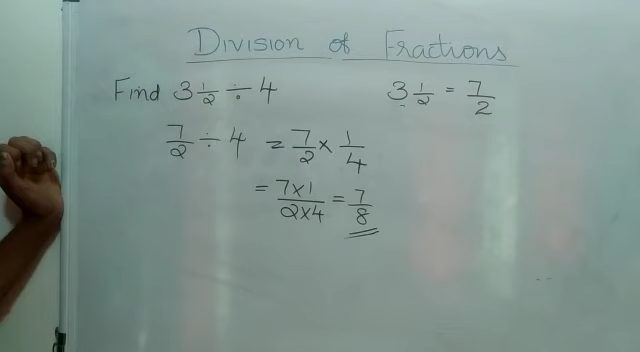 Division of Fractions
Find 3 1/2 ÷ 4
3 1/2 = 7/2
7/2 ÷ 4 = 7/2 × 1/4
= 7×1/2×4 = 7/8